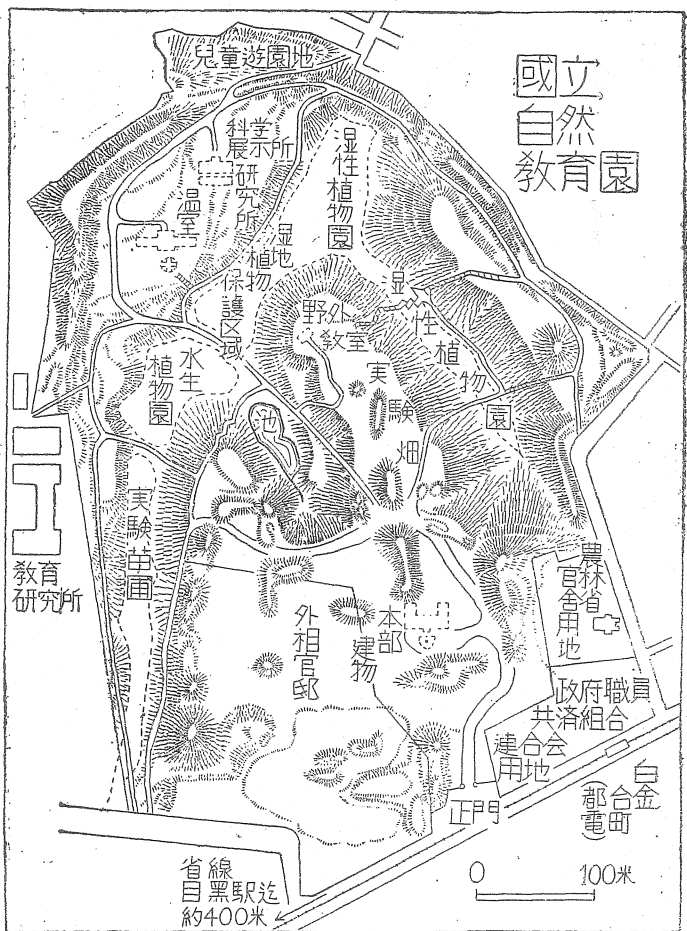 國立
自然
教育園
兒童遊園地
科学
展示所
研究所
温室
湿性植物園
湿地
植物
保護区域
野外
教室
湿性植物園
水生
植物園
池
実験畑
実験苗圃
教育
研究所
外相官邸
建物
本部
農林省
官舎用地
政府職員
共済組合
連合会
用地
正門
白金
台町
(都電)
省線
目黑駅迄
約400米
0 100米